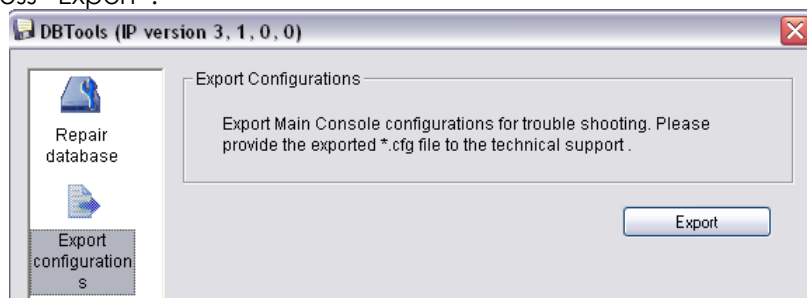 "Export".
DBTools (IP version 3, 1, 0, 0)
Repair
database
Export
configuration
s
Export Configurations
Export Main Console configurations for trouble shooting. Please
provide the exported *.cfg file to the technical support .
Export